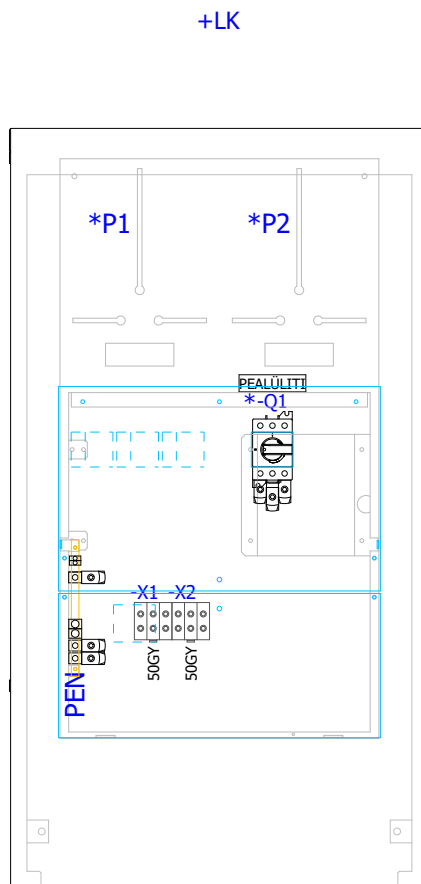 +LK
*P1 *P2
PEALÜLITI
*-Q1
-X1 -X2
50GY 50GY
PEN